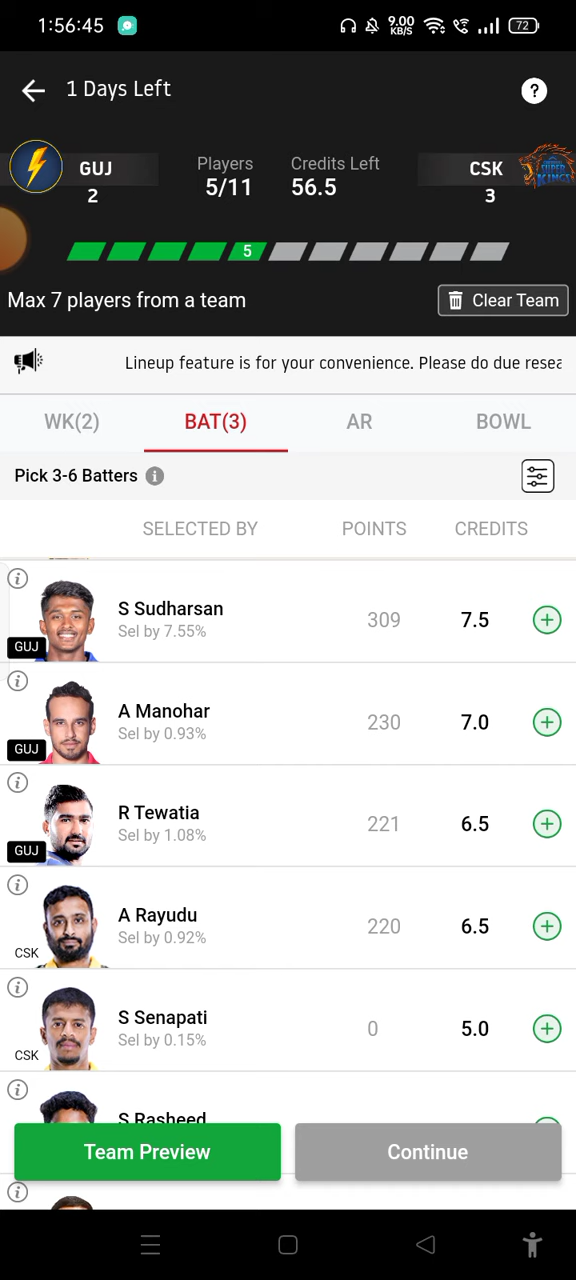 1:56:45
9.00
KB/S
72
1 Days Left
?
GUJ
Players
Credits Left
CSK
2
5/11
56.5
3
SUPER
KINGS
5
Max 7 players from a team
Clear Team
Lineup feature is for your convenience. Please do due resea
WK(2)
BAT(3)
AR
BOWL
Pick 3-6 Batters
SELECTED BY
POINTS
CREDITS
S Sudharsan
Sel by 7.55%
309
7.5
GUJ
A Manohar
Sel by 0.93%
230
7.0
GUJ
R Tewatia
Sel by 1.08%
221
6.5
GUJ
A Rayudu
Sel by 0.92%
220
6.5
CSK
S Senapati
Sel by 0.15%
0
5.0
CSK
S Rasheed
Team Preview
Continue